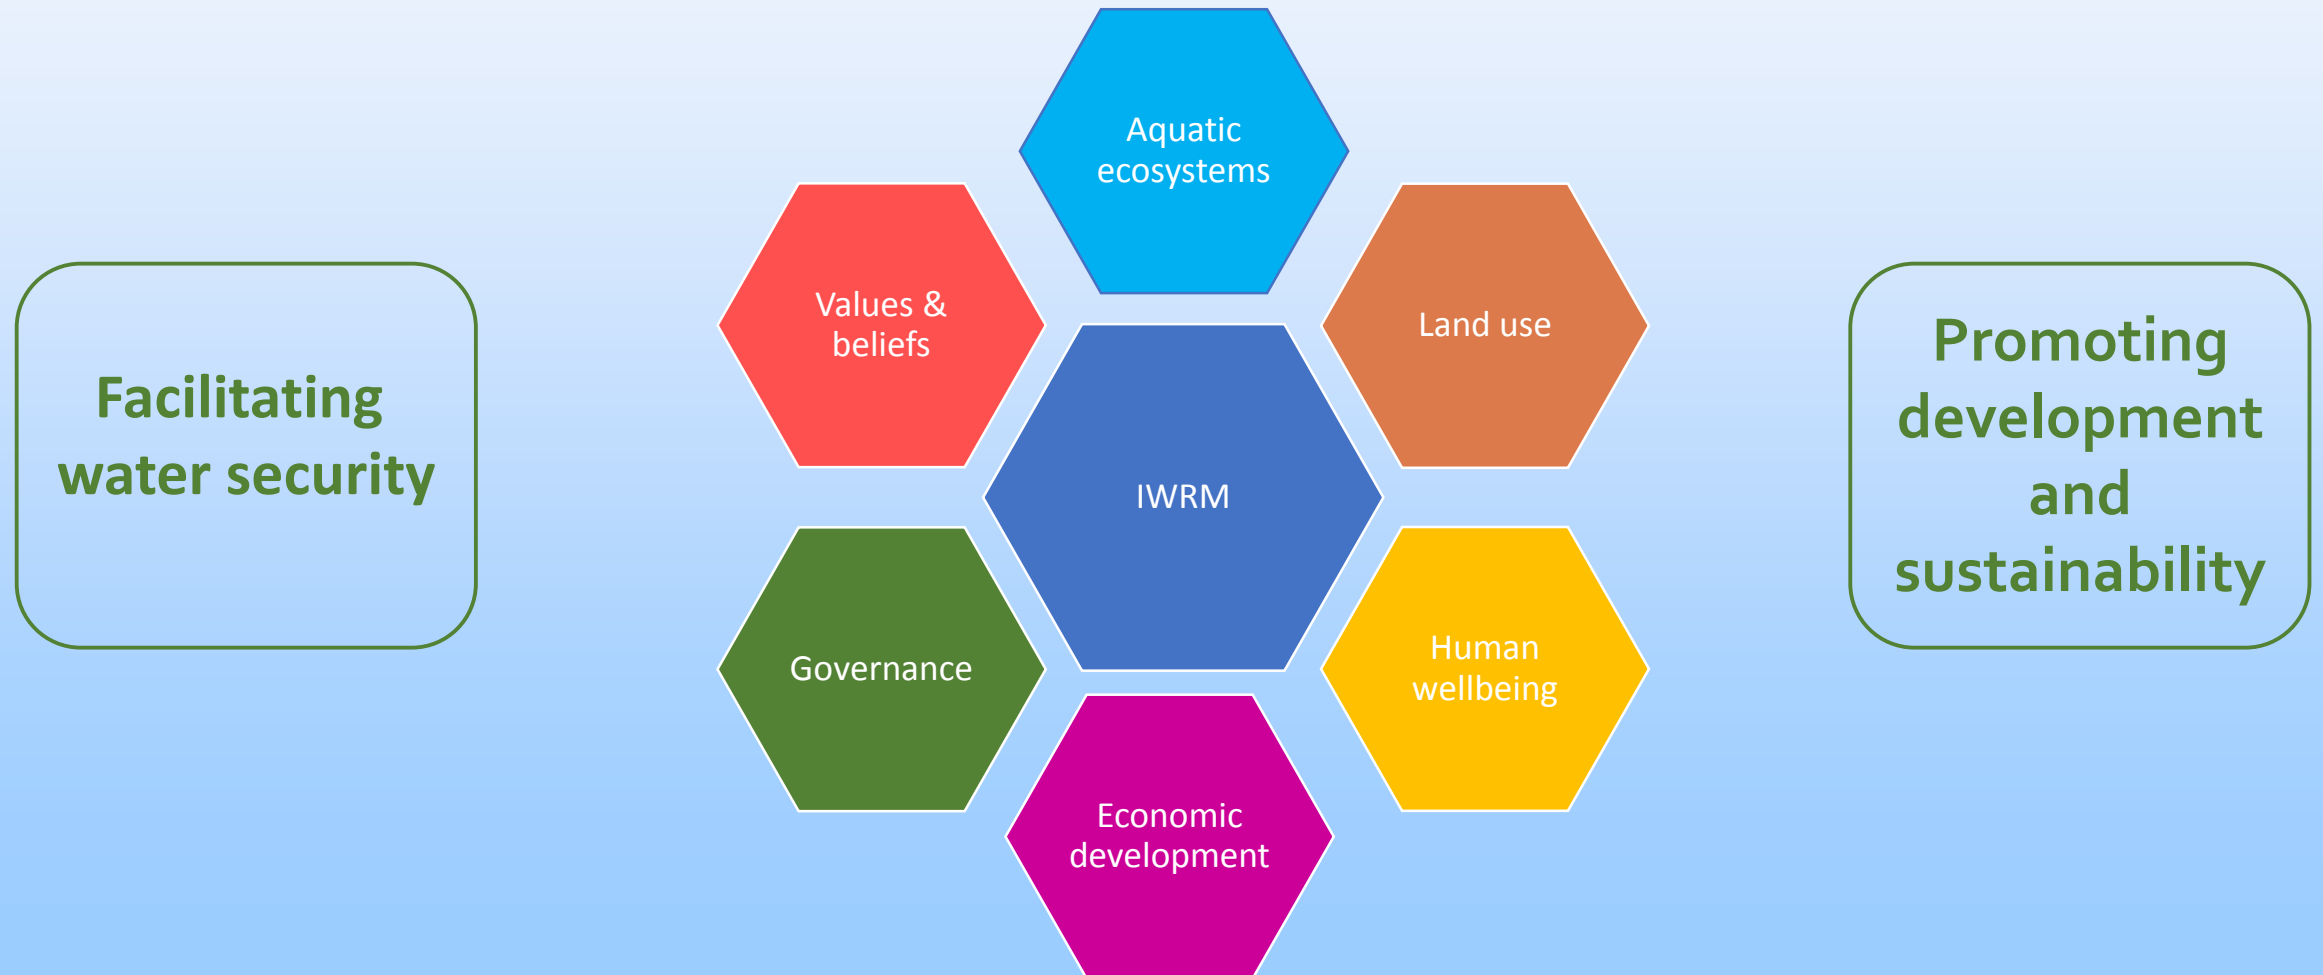 Facilitating
water security
Aquatic
ecosystems
Values &
beliefs
Land use
IWRM
Governance
Human
wellbeing
Economic
development
Promoting
development
and
sustainability